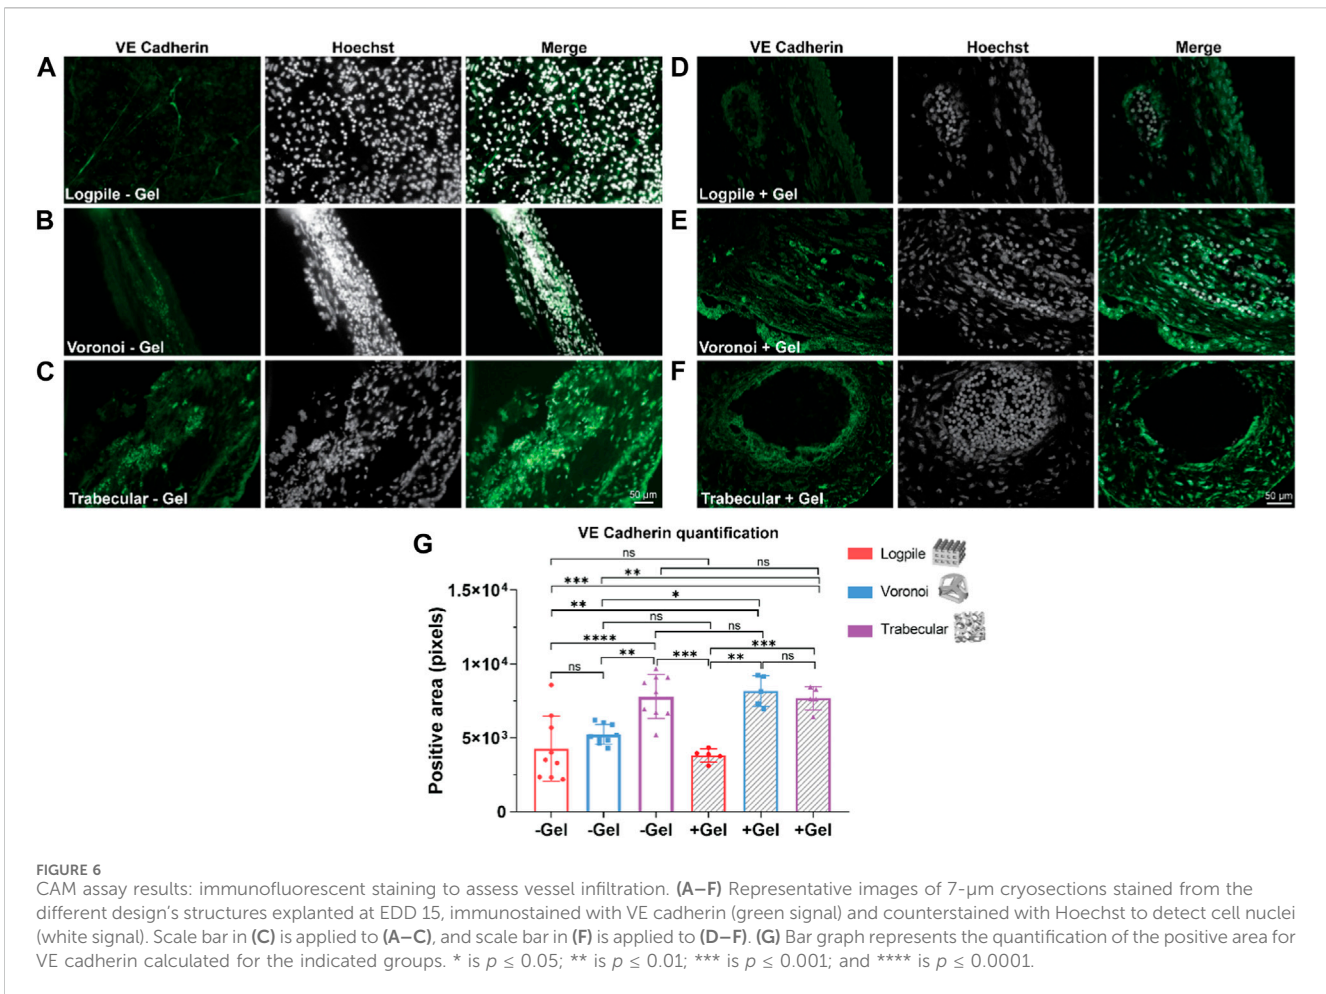 VE Cadherin Hoechst Merge VE Cadherin Hoechst Merge
A
Logpile - Gel
D
Logpile + Gel
B
Voronoi - Gel
E
Voronoi + Gel
C
Trabecular - Gel
50 µm
F
Trabecular + Gel
50 µm
G
VE Cadherin quantification
ns
ns
**
***
*
**
ns
ns
****
***
**
***
**
ns
ns
Positive area (pixels)
1.5×10⁴
1×10⁴
5×10³
0
-Gel -Gel -Gel +Gel +Gel +Gel
Logpile
Voronoi
Trabecular
FIGURE 6
CAM assay results: immunofluorescent staining to assess vessel infiltration. (A–F) Representative images of 7-µm cryosections stained from the
different design's structures explanted at EDD 15, immunostained with VE cadherin (green signal) and counterstained with Hoechst to detect cell nuclei
(white signal). Scale bar in (C) is applied to (A–C), and scale bar in (F) is applied to (D–F). (G) Bar graph represents the quantification of the positive area for
VE cadherin calculated for the indicated groups. * is p ≤ 0.05; ** is p ≤ 0.01; *** is p ≤ 0.001; and **** is p ≤ 0.0001.